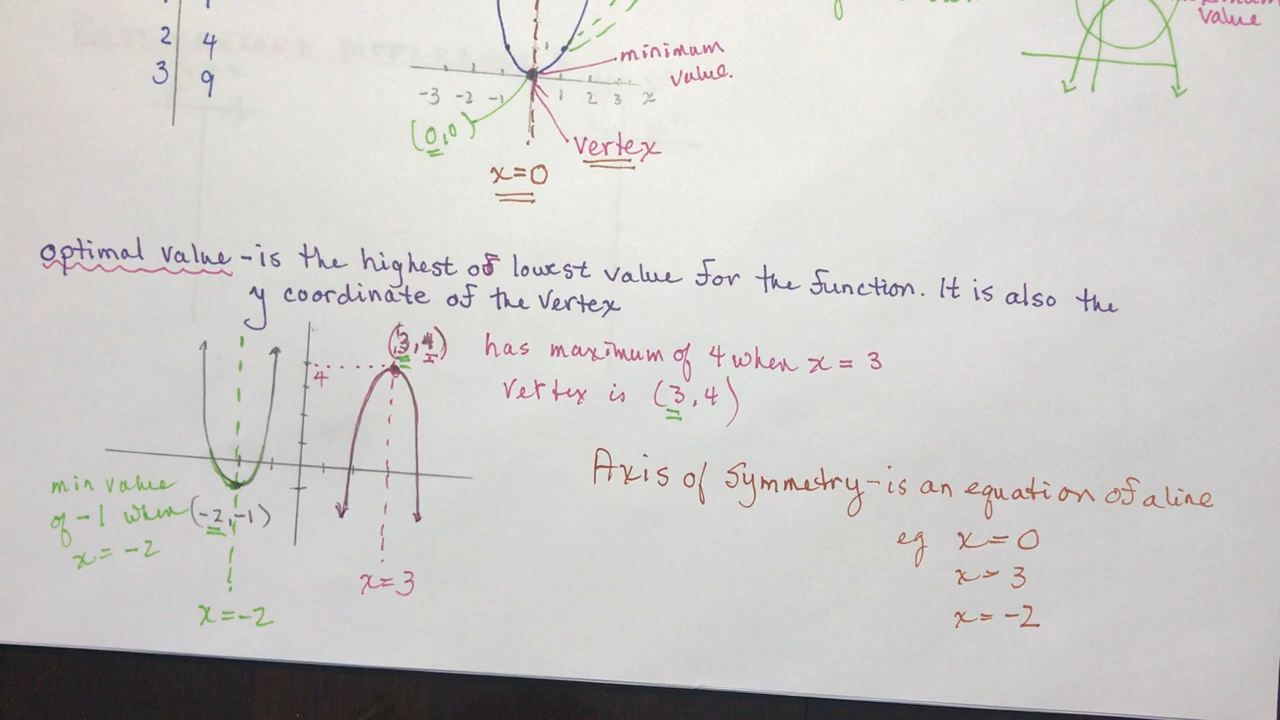 2 4
3 9
-3 -2 -1 1 2 3 x
1
minimum
value.
(0,0)
vertex
x=0
value
optimal value - is the highest of lowest value for the function. It is also the
y coordinate of the vertex
(3,4) has maximum of 4 when x = 3
4
vertex is (3,4)
Axis of Symmetry - is an equation of a line
min value
of -1 when (-2,-1)
x = -2
eg x=0
x= 3
x= -2
x=3
x=-2